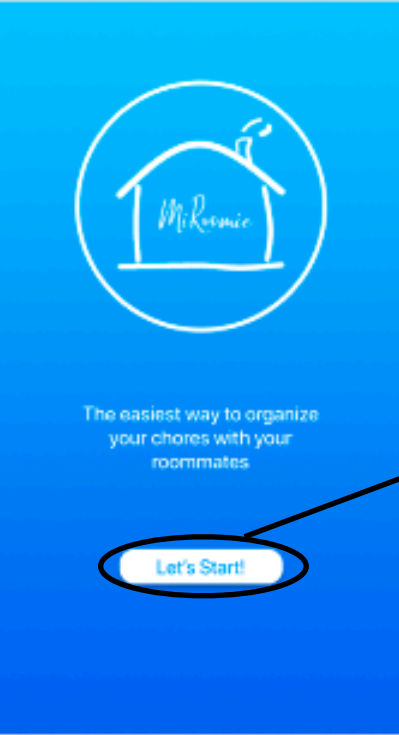 MiRoomie
The easiest way to organize
your chores with your
roommates
Let's Start!